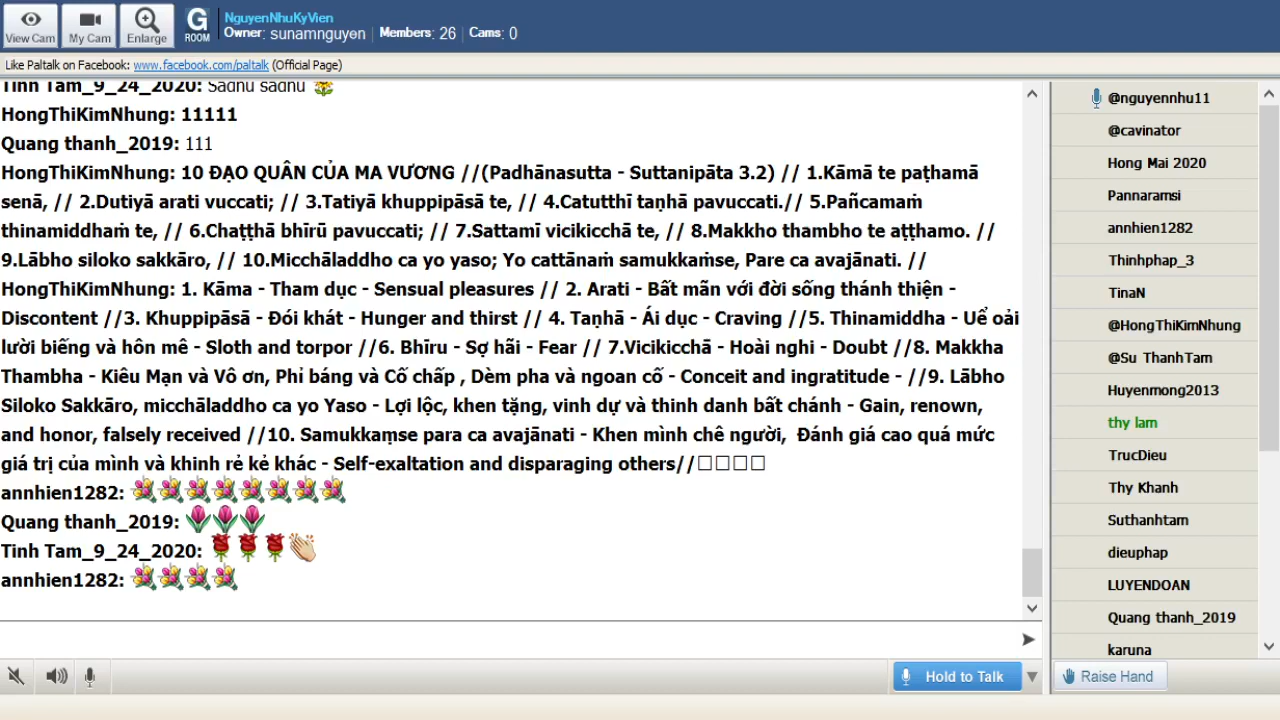 View Cam
My Cam
Enlarge
G
ROOM
NguyenNhuKyVien
Owner: sunamnguyen | Members: 26 | Cams: 0
Like Paltalk on Facebook: www.facebook.com/paltalk (Official Page)
Tinh Tam_9_24_2020: Sadhu sadhu
HongThiKimNhung: 11111
Quang thanh_2019: 111
HongThiKimNhung: 10 ĐẠO QUÂN CỦA MA VƯƠNG //(Padhānasutta - Suttanipāta 3.2) // 1.Kāmā te paṭhamā
senā, // 2.Dutiyā arati vuccati; // 3.Tatiyā khuppipāsā te, // 4.Catutthī taṇhā pavuccati.// 5.Pañcamaṁ
thinamiddhaṁ te, // 6.Chaṭṭhā bhīrū pavuccati; // 7.Sattamī vicikicchā te, // 8.Makkho thambho te aṭṭhamo. //
9.Lābho siloko sakkāro, // 10.Micchāladdho ca yo yaso; Yo cattānaṁ samukkaṁse, Pare ca avajānati. //
HongThiKimNhung: 1. Kāma - Tham dục - Sensual pleasures // 2. Arati - Bất mãn với đời sống thánh thiện -
Discontent //3. Khuppipāsā - Đói khát - Hunger and thirst // 4. Taṇhā - Ái dục - Craving //5. Thinamiddha - Uể oải
lười biếng và hôn mê - Sloth and torpor //6. Bhīru - Sợ hãi - Fear // 7.Vicikicchā - Hoài nghi - Doubt //8. Makkha
Thambha - Kiêu Mạn và Vô ơn, Phỉ báng và Cố chấp , Dèm pha và ngoan cố - Conceit and ingratitude - //9. Lābho
Siloko Sakkāro, micchāladdho ca yo Yaso - Lợi lộc, khen tặng, vinh dự và thinh danh bất chánh - Gain, renown,
and honor, falsely received //10. Samukkaṃse para ca avajānati - Khen mình chê người,  Đánh giá cao quá mức
giá trị của mình và khinh rẻ kẻ khác - Self-exaltation and disparaging others//
annhien1282:
Quang thanh_2019:
Tinh Tam_9_24_2020:
annhien1282:
Hold to Talk
@nguyennhu11
@cavinator
Hong Mai 2020
Pannaramsi
annhien1282
Thinhphap_3
TinaN
@HongThiKimNhung
@Su ThanhTam
Huyenmong2013
thy lam
TrucDieu
Thy Khanh
Suthanhtam
dieuphap
LUYENDOAN
Quang thanh_2019
karuna
Raise Hand